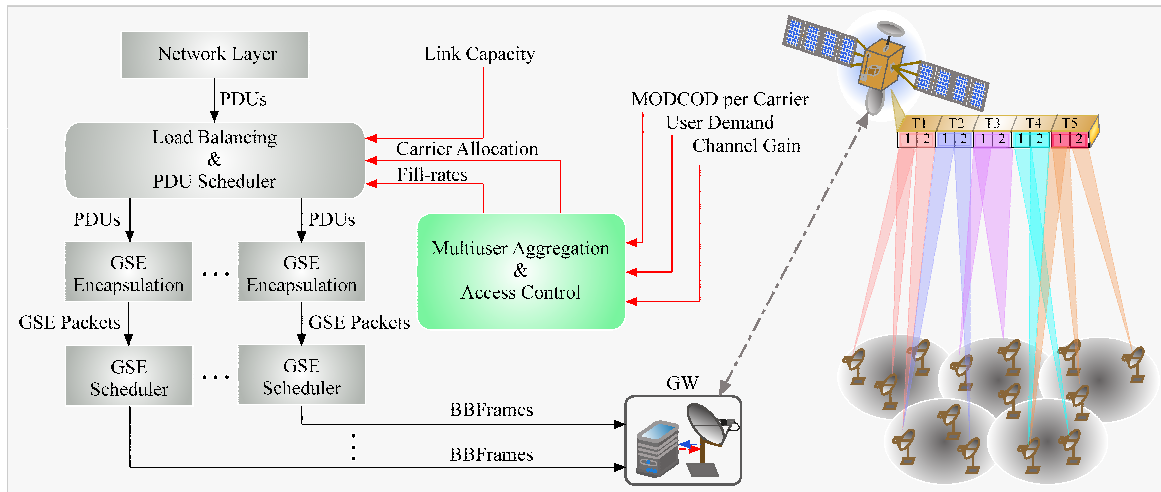 Network Layer
PDUs
Load Balancing
&
PDU Scheduler
Link Capacity
Carrier Allocation
Fill-rates
MODCOD per Carrier
User Demand
Channel Gain
Multiuser Aggregation
&
Access Control
PDUs
PDUs
GSE
Encapsulation
...
GSE
Encapsulation
GSE Packets
GSE Packets
GSE
Scheduler
...
GSE
Scheduler
BBFrames
BBFrames
GW
T1 T2 T3 T4 T5
1 2 1 2 1 2 1 2 1 2